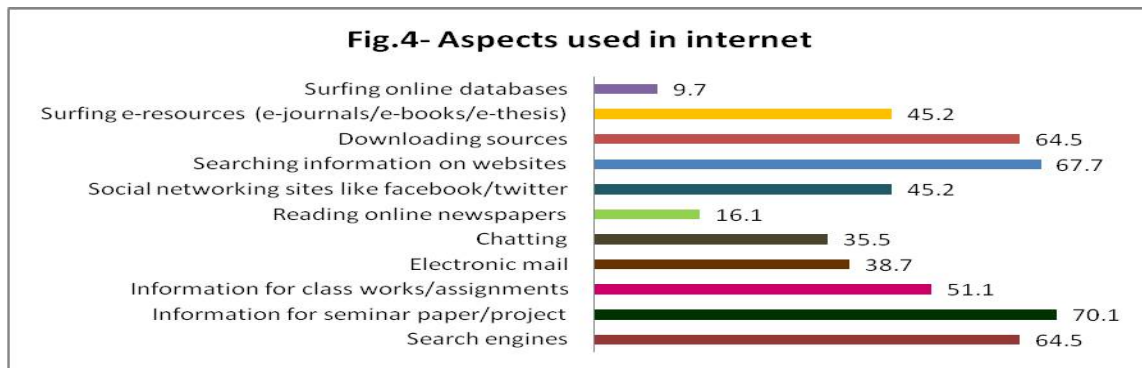 Fig.4- Aspects used in internet
Surfing online databases 9.7
Surfing e-resources (e-journals/e-books/e-thesis) 45.2
Downloading sources 64.5
Searching information on websites 67.7
Social networking sites like facebook/twitter 45.2
Reading online newspapers 16.1
Chatting 35.5
Electronic mail 38.7
Information for class works/assignments 51.1
Information for seminar paper/project 70.1
Search engines 64.5